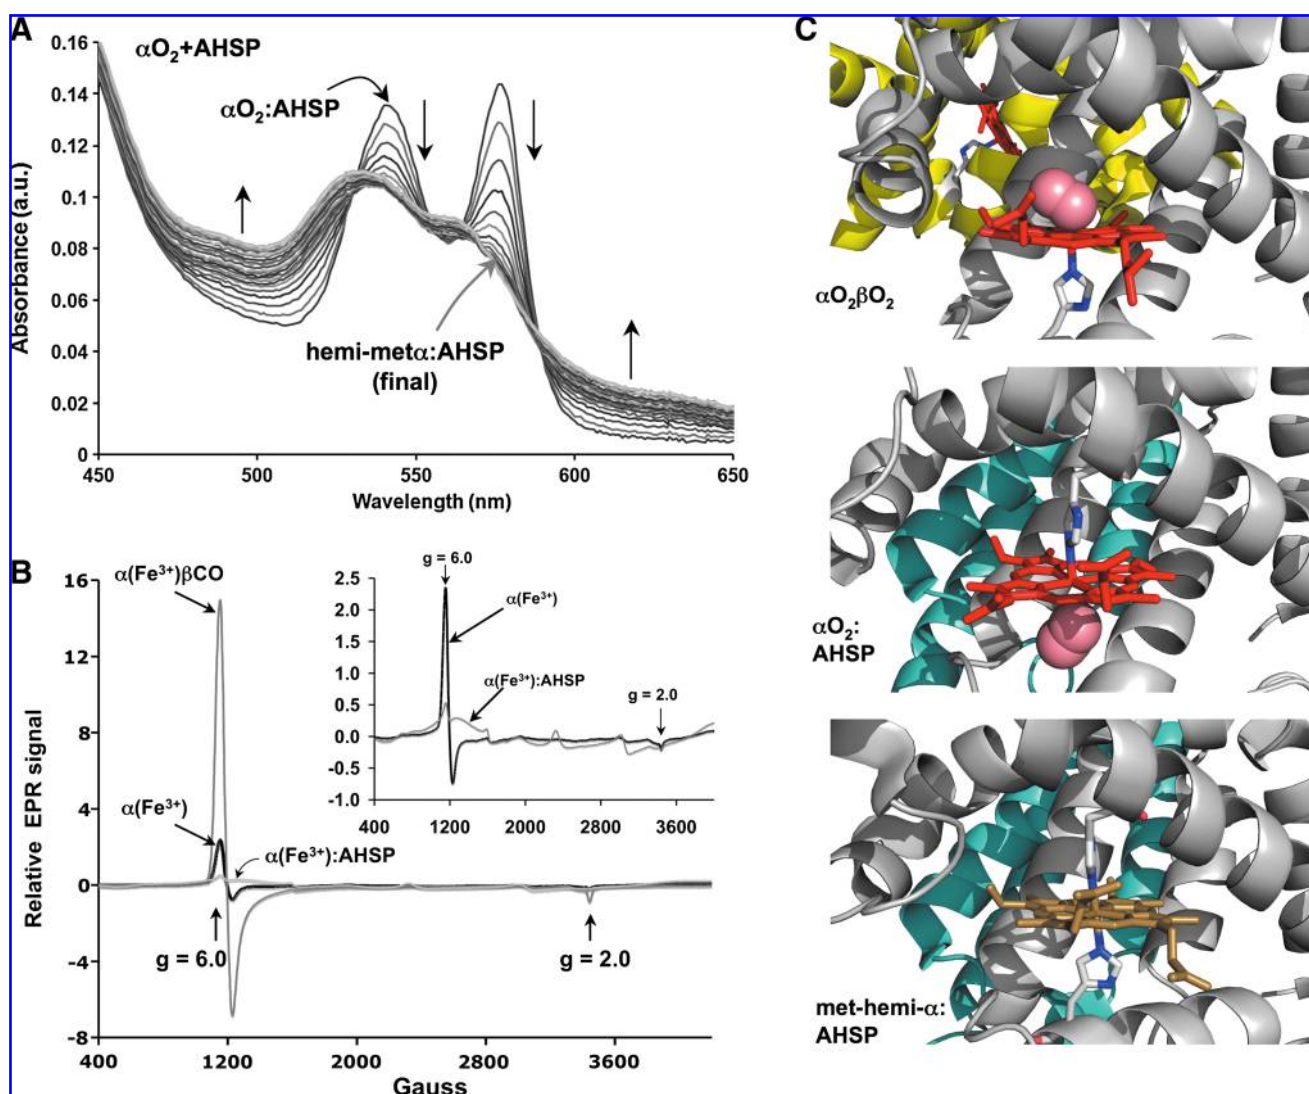 A
αO₂+AHSP
αO₂:AHSP
hemi-metα:AHSP
(final)
Absorbance (a.u.)
0.16
0.14
0.12
0.1
0.08
0.06
0.04
0.02
0
450 500 550 600 650
Wavelength (nm)
B
α(Fe³⁺)βCO
α(Fe³⁺)
α(Fe³⁺):AHSP
g = 6.0
g = 2.0
Relative EPR signal
16
12
8
4
0
-4
-8
400 1200 2000 2800 3600
Gauss
g = 6.0
α(Fe³⁺)
α(Fe³⁺):AHSP
g = 2.0
2.5
2.0
1.5
1.0
0.5
0.0
-0.5
-1.0
400 1200 2000 2800 3600
C
αO₂βO₂
αO₂:
AHSP
met-hemi-α:
AHSP